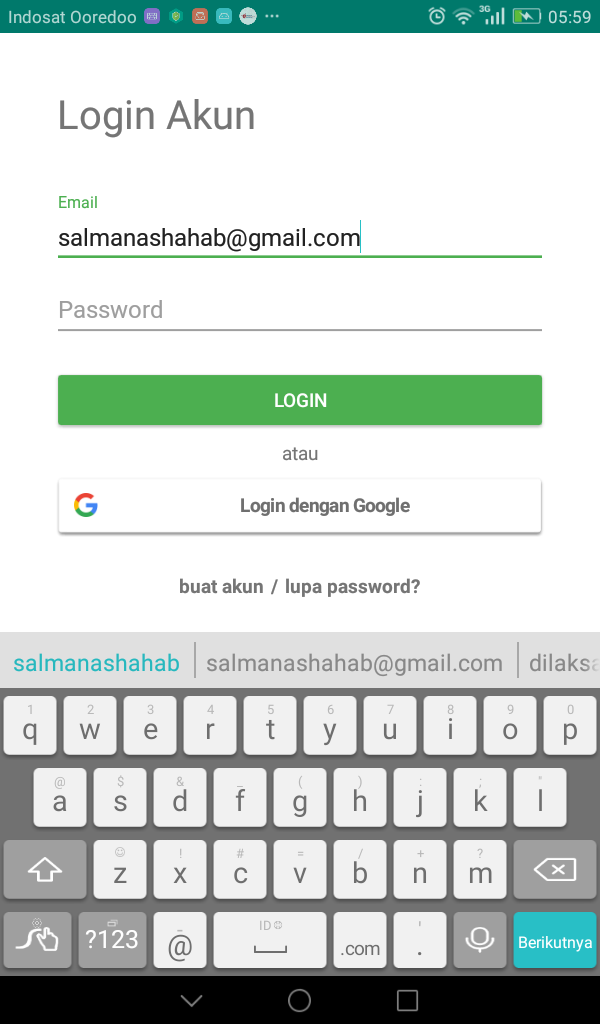 Indosat Ooredoo ... 3G 05:59
Login Akun
Email
salmanashahab@gmail.com
Password
LOGIN
atau
Login dengan Google
buat akun / lupa password?
salmanashahab salmanashahab@gmail.com dilaksa
1 2 3 4 5 6 7 8 9 0
q w e r t y u i o p
@ $ & _ ( ) : ; "
a s d f g h j k l
! # = / + ?
z x c v b n m
ID
?123 @ .com ' . Berikutnya